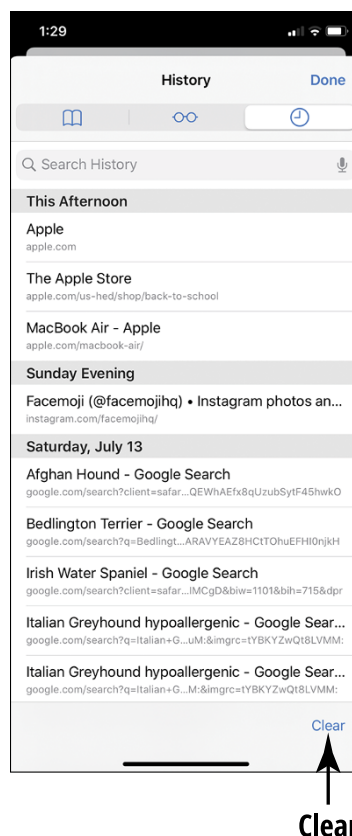 1:29
History
Done
Search History
This Afternoon
Apple
apple.com
The Apple Store
apple.com/us-hed/shop/back-to-school
MacBook Air - Apple
apple.com/macbook-air/
Sunday Evening
Facemoji (@facemojihq) • Instagram photos an...
instagram.com/facemojihq/
Saturday, July 13
Afghan Hound - Google Search
google.com/search?client=safar...QEWhAEfx8qUzubSytF45hwkO
Bedlington Terrier - Google Search
google.com/search?q=Bedlingt...ARAVYEAZ8HCtTOhuEFHI0njkH
Irish Water Spaniel - Google Search
google.com/search?client=safar...IMCgD&biw=1101&bih=715&dpr
Italian Greyhound hypoallergenic - Google Sear...
google.com/search?q=Italian+G...uM:&imgrc=tYBKYZwQt8LVMM:
Italian Greyhound hypoallergenic - Google Sear...
google.com/search?q=Italian+G...M:&imgrc=tYBKYZwQt8LVMM:
Clear
Clear